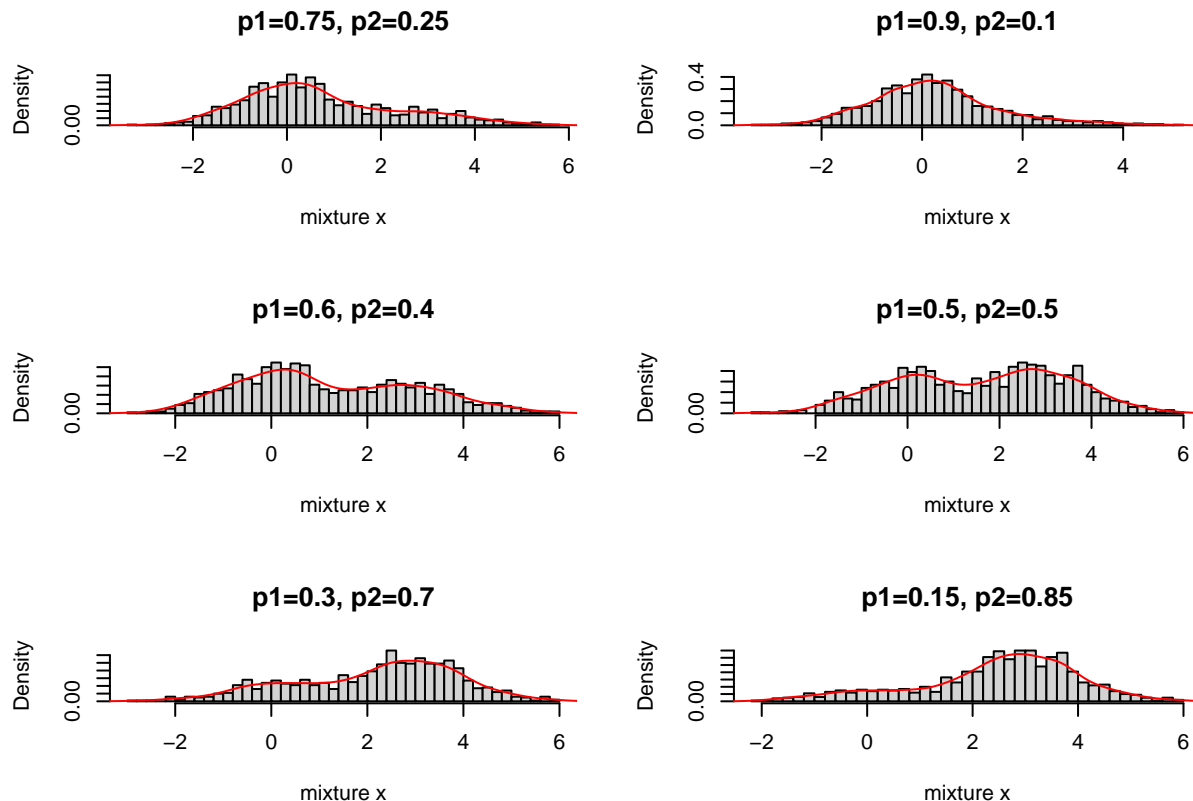 p1=0.75, p2=0.25
Density
0.00
−2 0 2 4 6
mixture x
p1=0.9, p2=0.1
Density
0.0 0.4
−2 0 2 4
mixture x
p1=0.6, p2=0.4
Density
0.00
−2 0 2 4 6
mixture x
p1=0.5, p2=0.5
Density
0.00
−2 0 2 4 6
mixture x
p1=0.3, p2=0.7
Density
0.00
−2 0 2 4 6
mixture x
p1=0.15, p2=0.85
Density
0.00
−2 0 2 4 6
mixture x